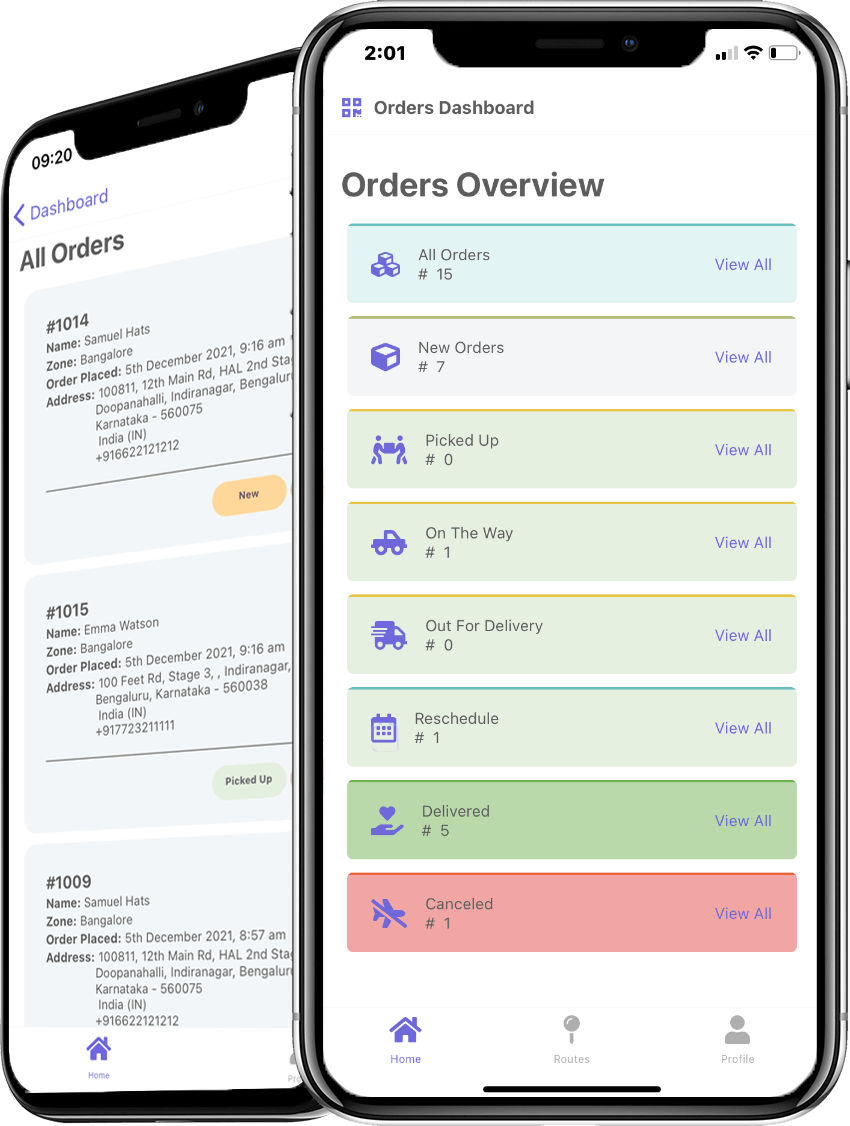 09:20
Dashboard
All Orders
#1014
Name: Samuel Hats
Zone: Bangalore
Order Placed: 5th December 2021, 9:16 am
Address: 100811, 12th Main Rd, HAL 2nd Stag
Doopanahalli, Indiranagar, Bengaluru
Karnataka - 560075
India (IN)
+916622121212
New
#1015
Name: Emma Watson
Zone: Bangalore
Order Placed: 5th December 2021, 9:16 am
Address: 100 Feet Rd, Stage 3, , Indiranagar,
Bengaluru, Karnataka - 560038
India (IN)
+917723211111
Picked Up
#1009
Name: Samuel Hats
Zone: Bangalore
Order Placed: 5th December 2021, 8:57 am
Address: 100811, 12th Main Rd, HAL 2nd Stag
Doopanahalli, Indiranagar, Bengaluru
Karnataka - 560075
India (IN)
+916622121212
Home
Pro
2:01
Orders Dashboard
Orders Overview
All Orders
# 15
View All
New Orders
# 7
View All
Picked Up
# 0
View All
On The Way
# 1
View All
Out For Delivery
# 0
View All
Reschedule
# 1
View All
Delivered
# 5
View All
Canceled
# 1
View All
Home
Routes
Profile